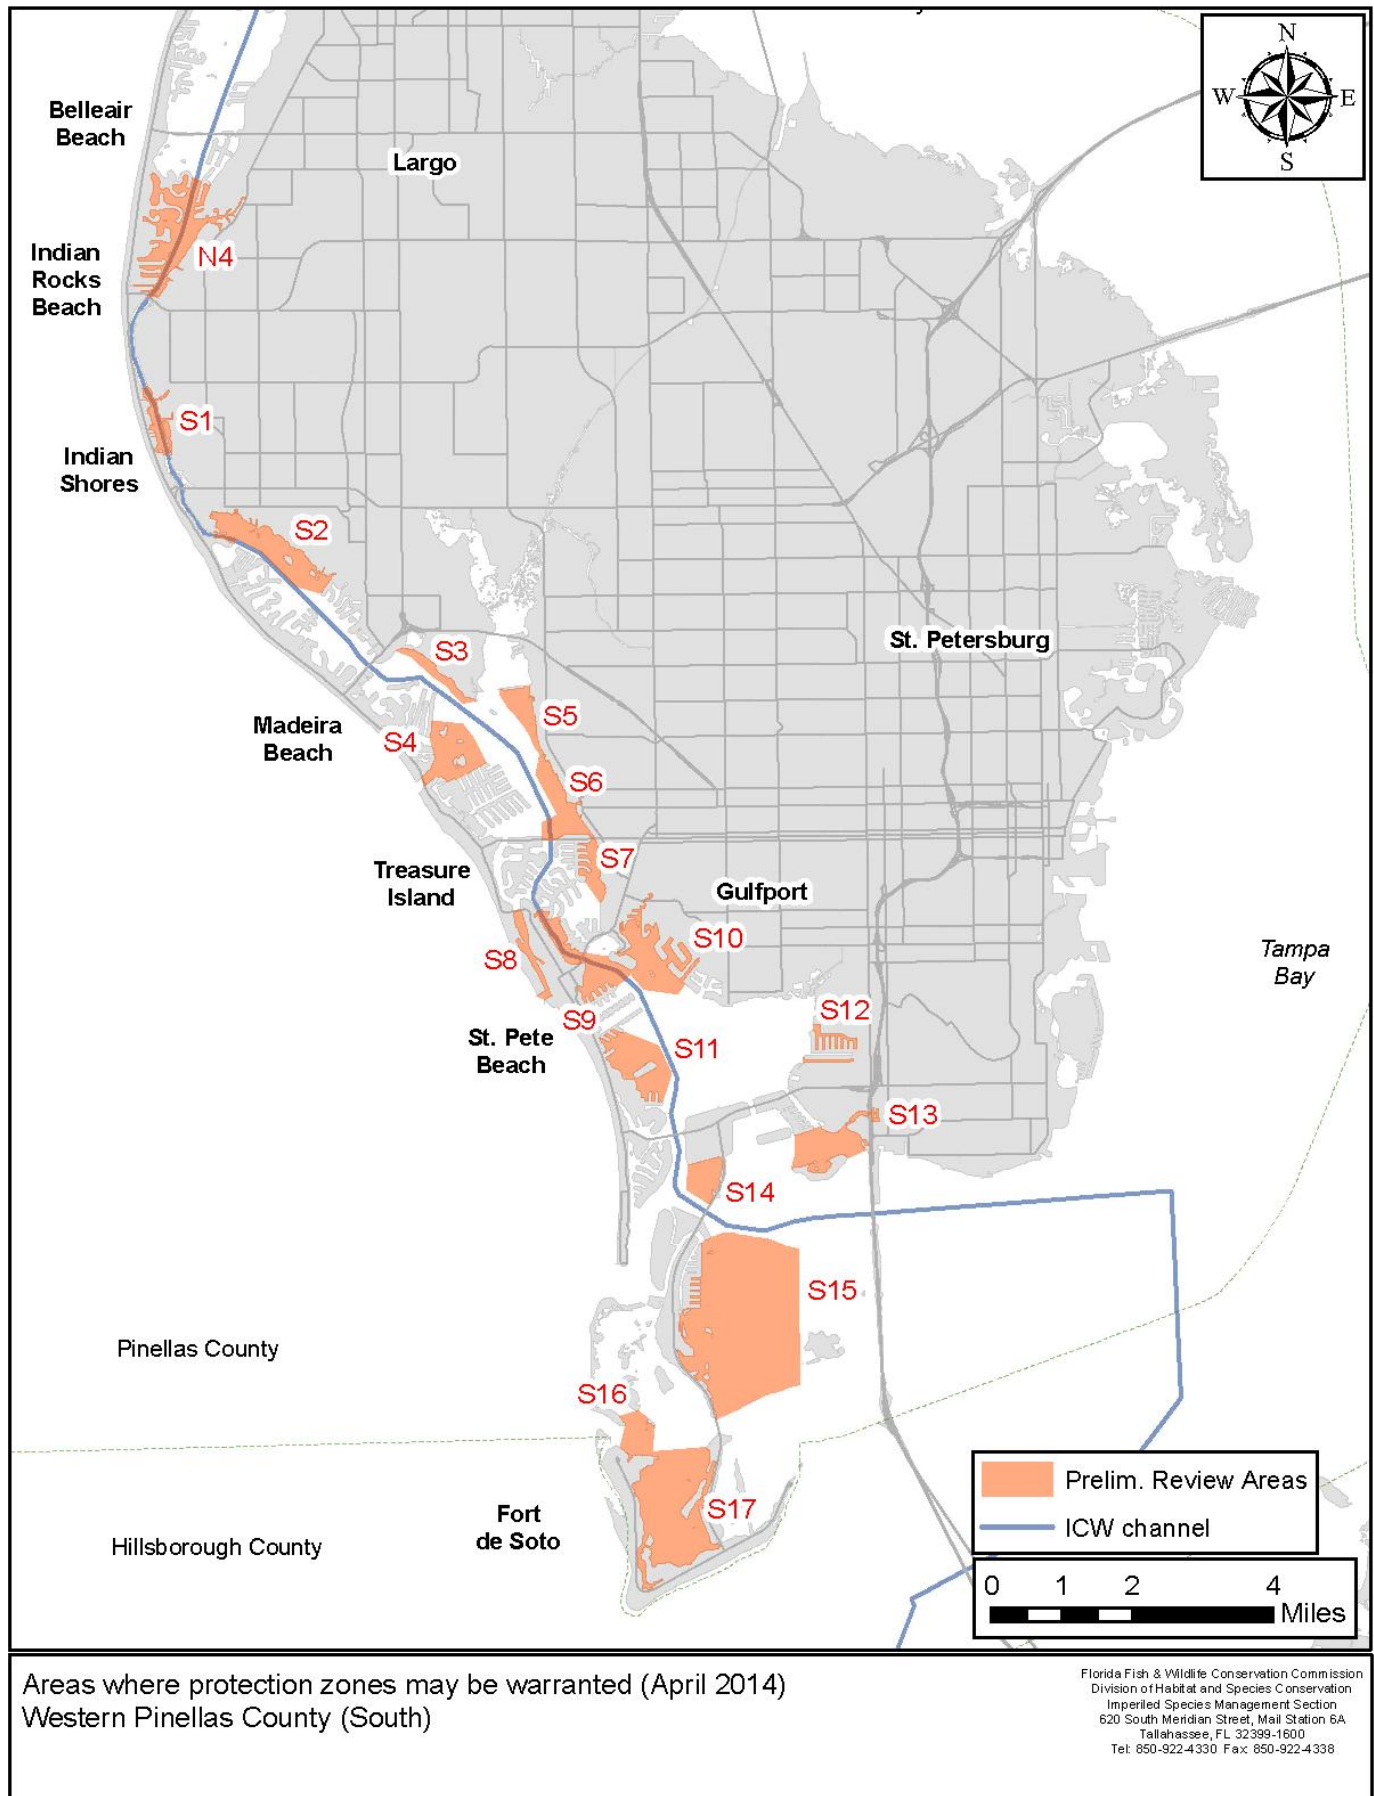 N
W
E
S
Belleair
Beach
Largo
Indian
Rocks
Beach
N4
S1
Indian
Shores
S2
St. Petersburg
S3
Madeira
Beach
S4
S5
S6
S7
Treasure
Island
Gulfport
S8
S10
Tampa
Bay
S9
S12
St. Pete
Beach
S11
S13
S14
S15
Pinellas County
S16
S17
Fort
de Soto
Hillsborough County
Prelim. Review Areas
ICW channel
0 1 2 4
Miles
Areas where protection zones may be warranted (April 2014)
Western Pinellas County (South)
Florida Fish & Wildlife Conservation Commission
Division of Habitat and Species Conservation
Imperiled Species Management Section
620 South Meridian Street, Mail Station 6A
Tallahassee, FL 32399-1600
Tel: 850-922-4330 Fax: 850-922-4338